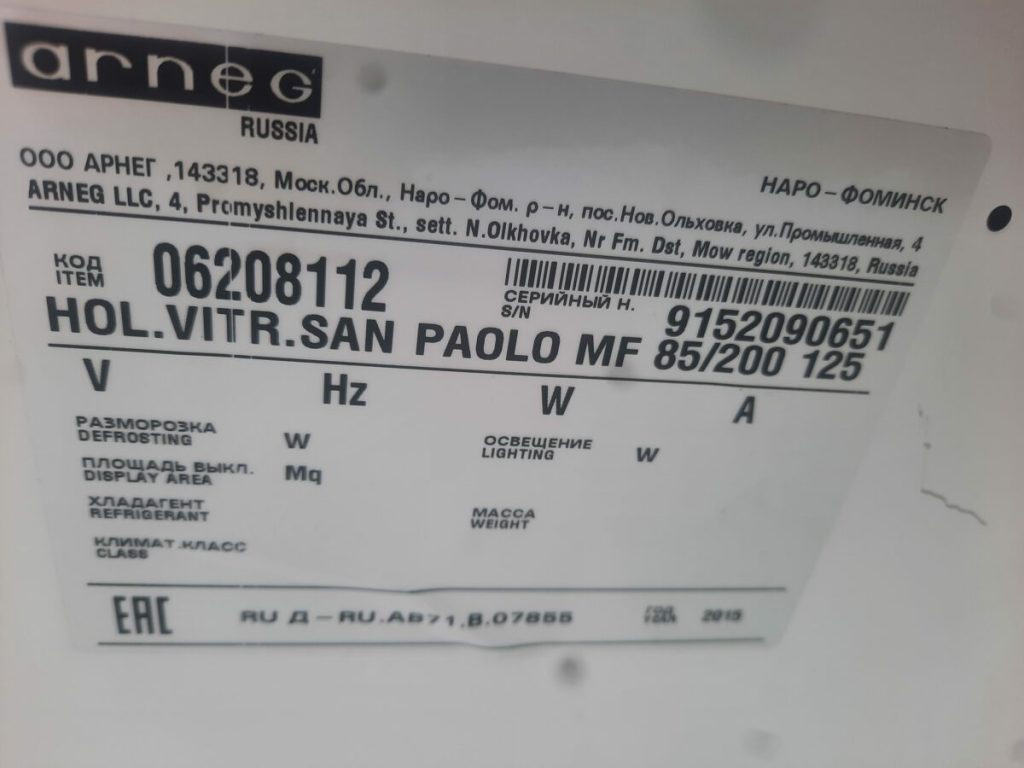 arneg
RUSSIA
НАРО-ФОМИНСК
ООО АРНЕГ ,143318, Моск.Обл., Наро-Фом. р-н, пос.Нов.Ольховка, ул.Промышленная, 4
ARNEG LLC, 4, Promyshlennaya St., sett. N.Olkhovka, Nr Fm. Dst, Mow region, 143318, Russia
КОД
ITEM
06208112
СЕРИЙНЫЙ Н.
S/N
9152090651
HOL.VITR.SAN PAOLO MF 85/200 125
V Hz W A
РАЗМОРОЗКА
DEFROSTING
W
ОСВЕЩЕНИЕ
LIGHTING
W
ПЛОЩАДЬ ВЫКЛ.
DISPLAY AREA
Mq
ХЛАДАГЕНТ
REFRIGERANT
МАССА
WEIGHT
КЛИМАТ.КЛАСС
CLASS
EAC
RU Д-RU.АБ71.В.07855
ГОД
YEAR
2015